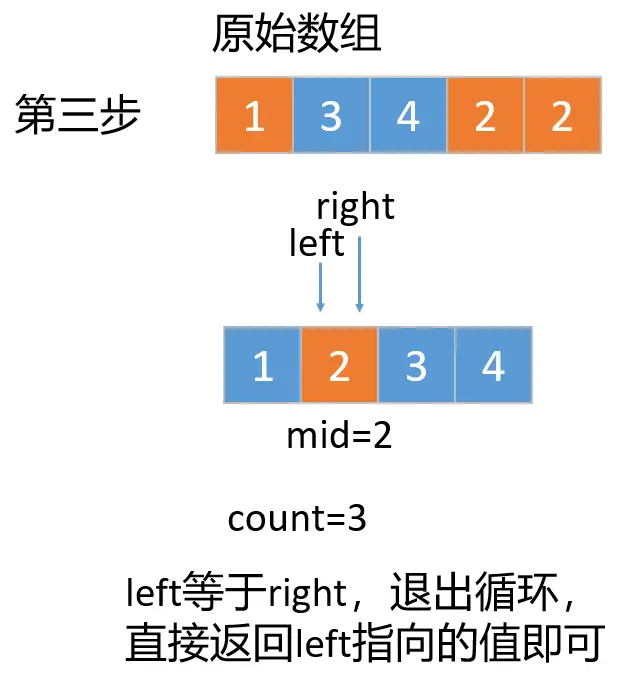 原始数组
第三步
1 3 4 2 2
right
left
1 2 3 4
mid=2
count=3
left等于right，退出循环，
直接返回left指向的值即可